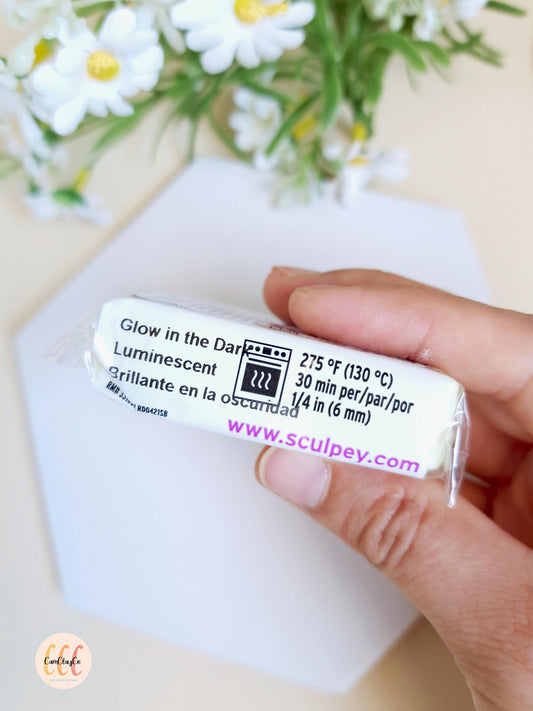 Glow in the Dark
Luminescent
Brillante en la oscuridad
275 °F (130 °C)
30 min per/par/por
1/4 in (6 mm)
www.sculpey.com